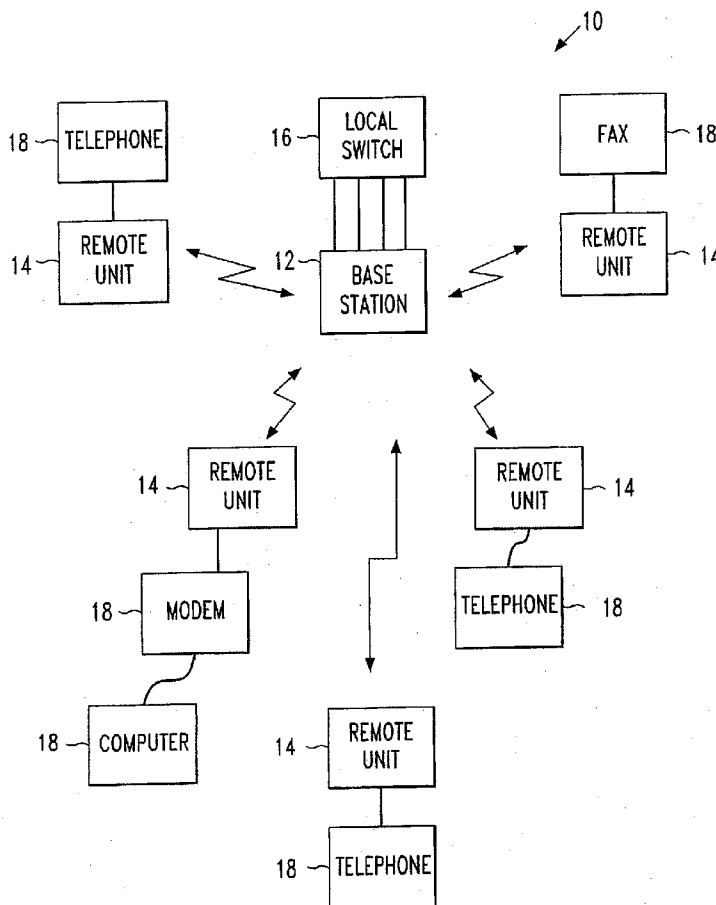 10
18 TELEPHONE
16 LOCAL
SWITCH
FAX 18
14 REMOTE
UNIT
12 BASE
STATION
REMOTE
UNIT 14
14 REMOTE
UNIT
REMOTE
UNIT 14
18 MODEM
TELEPHONE 18
18 COMPUTER
14 REMOTE
UNIT
18 TELEPHONE